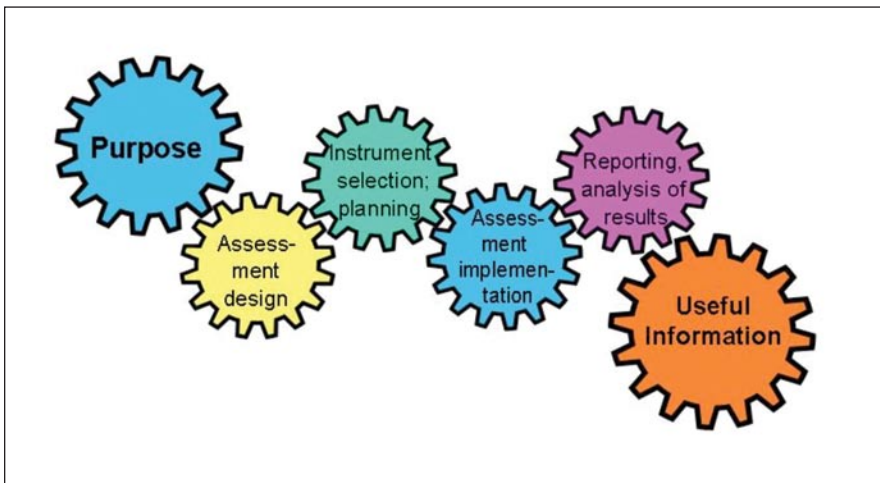 Purpose
Assess-
ment
design
Instrument
selection;
planning
Assess-
ment
implemen-
tation
Reporting,
analysis of
results
Useful
Information